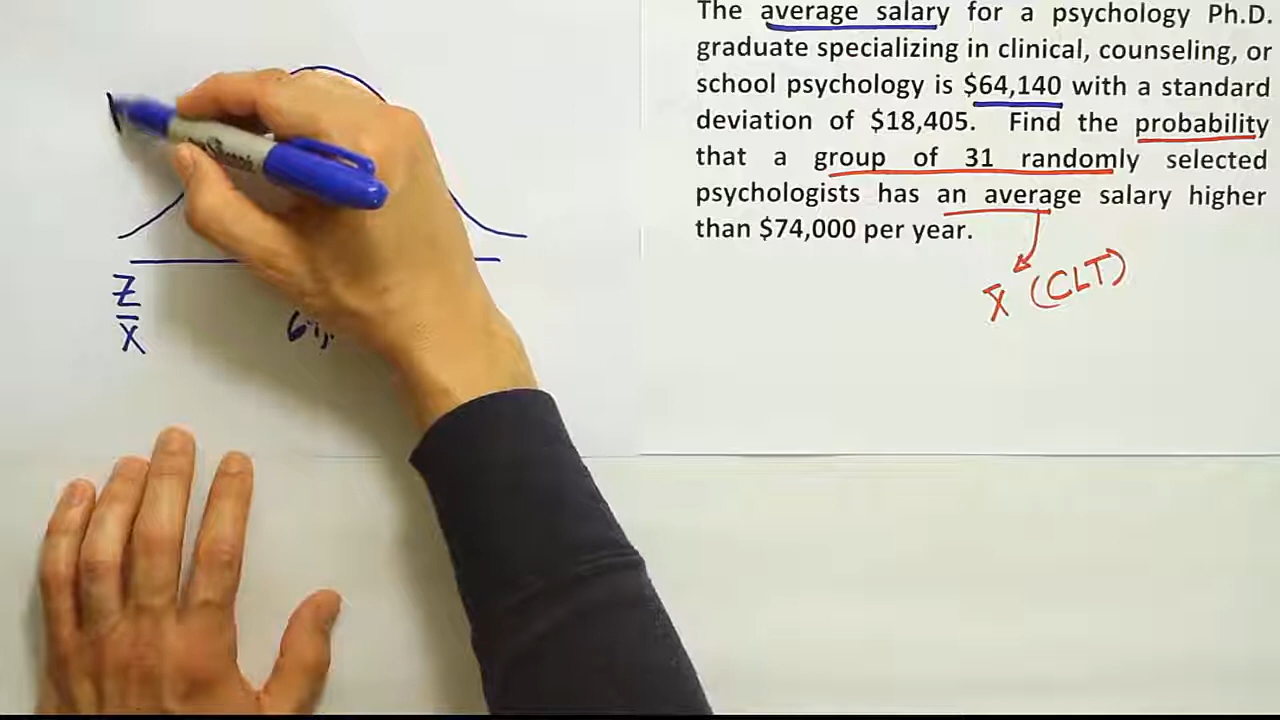 The average salary for a psychology Ph.D.
graduate specializing in clinical, counseling, or
school psychology is $64,140 with a standard
deviation of $18,405. Find the probability
that a group of 31 randomly selected
psychologists has an average salary higher
than $74,000 per year.
x̄ (CLT)
Z
x̄